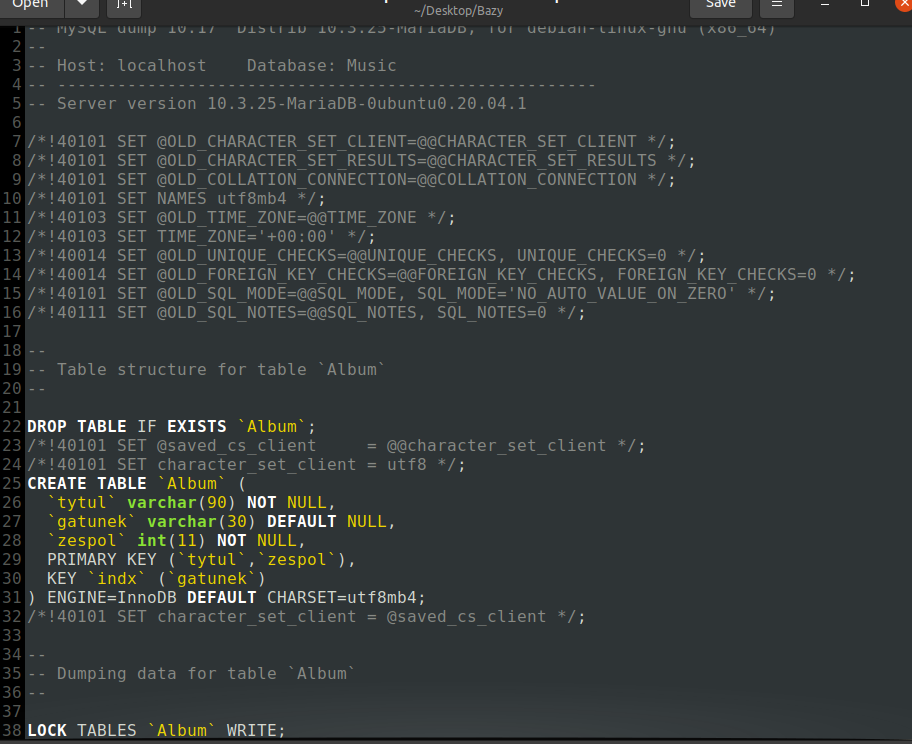 Open
~/Desktop/Bazy
Save
1 -- MySQL dump 10.17  Distrib 10.3.25-MariaDB, for debian-linux-gnu (x86_64)
2 --
3 -- Host: localhost    Database: Music
4 -- ------------------------------------------------------
5 -- Server version 10.3.25-MariaDB-0ubuntu0.20.04.1
6
7 /*!40101 SET @OLD_CHARACTER_SET_CLIENT=@@CHARACTER_SET_CLIENT */;
8 /*!40101 SET @OLD_CHARACTER_SET_RESULTS=@@CHARACTER_SET_RESULTS */;
9 /*!40101 SET @OLD_COLLATION_CONNECTION=@@COLLATION_CONNECTION */;
10 /*!40101 SET NAMES utf8mb4 */;
11 /*!40103 SET @OLD_TIME_ZONE=@@TIME_ZONE */;
12 /*!40103 SET TIME_ZONE='+00:00' */;
13 /*!40014 SET @OLD_UNIQUE_CHECKS=@@UNIQUE_CHECKS, UNIQUE_CHECKS=0 */;
14 /*!40014 SET @OLD_FOREIGN_KEY_CHECKS=@@FOREIGN_KEY_CHECKS, FOREIGN_KEY_CHECKS=0 */;
15 /*!40101 SET @OLD_SQL_MODE=@@SQL_MODE, SQL_MODE='NO_AUTO_VALUE_ON_ZERO' */;
16 /*!40111 SET @OLD_SQL_NOTES=@@SQL_NOTES, SQL_NOTES=0 */;
17
18 --
19 -- Table structure for table `Album`
20 --
21
22 DROP TABLE IF EXISTS `Album`;
23 /*!40101 SET @saved_cs_client     = @@character_set_client */;
24 /*!40101 SET character_set_client = utf8 */;
25 CREATE TABLE `Album` (
26   `tytul` varchar(90) NOT NULL,
27   `gatunek` varchar(30) DEFAULT NULL,
28   `zespol` int(11) NOT NULL,
29   PRIMARY KEY (`tytul`,`zespol`),
30   KEY `indx` (`gatunek`)
31 ) ENGINE=InnoDB DEFAULT CHARSET=utf8mb4;
32 /*!40101 SET character_set_client = @saved_cs_client */;
33
34 --
35 -- Dumping data for table `Album`
36 --
37
38 LOCK TABLES `Album` WRITE;